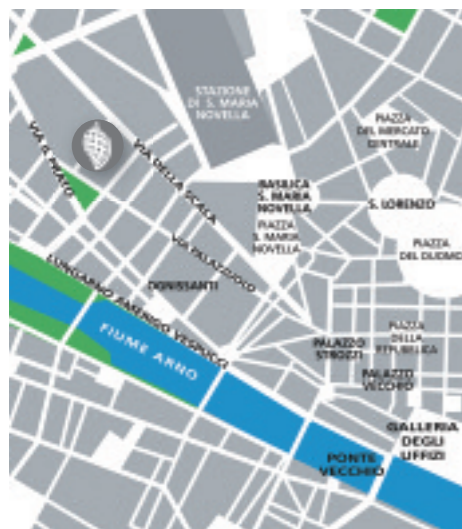 STAZIONE
DI S. MARIA
NOVELLA
PIAZZA
DEL MERCATO
CENTRALE
VIA IL PRATO
VIA DELLA SCALA
BASILICA
S. MARIA
NOVELLA
S. LORENZO
PIAZZA
S. MARIA
NOVELLA
PIAZZA
DEL DUOMO
VIA PALAZZUOLO
OGNISSANTI
LUNGARNO AMERIGO VESPUCCI
FIUME ARNO
PALAZZO
STROZZI
PIAZZA
DELLA
REPUBBLICA
PALAZZO
VECCHIO
GALLERIA
DEGLI
UFFIZI
PONTE
VECCHIO